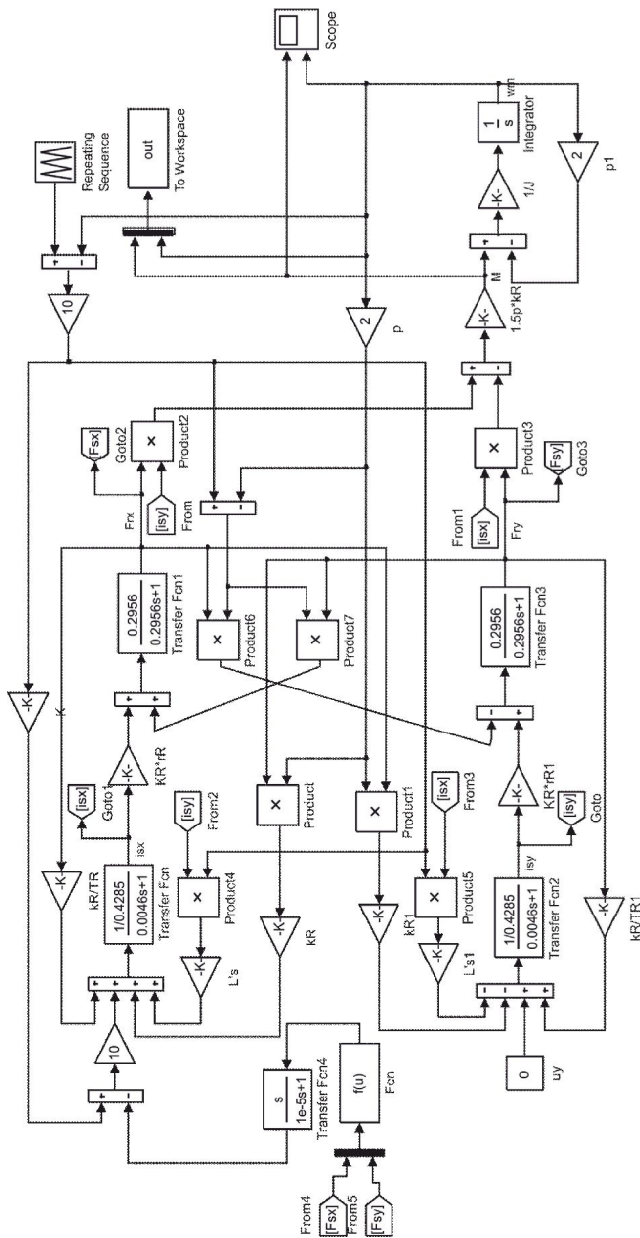 Repeating
Sequence
out
To Workspace
Scope
10
-K-
K
kR/TR
-K-
[isx]
Goto1
isx
10
1/0.4285
0.0046s+1
Transfer Fcn
-K-
KR*rR
0.2956
0.2956s+1
Transfer Fcn1
Frx
[Fsx]
Goto2
×
Product2
[isy]
From
[isy]
From2
×
Product4
-K-
L's
×
Product6
×
Product7
2
p
s
1e-5s+1
Transfer Fcn4
f(u)
Fcn
From4
[Fsx]
From5
[Fsy]
×
Product
-K-
kR
×
Product1
-K-
kR1
[isx]
From3
×
Product5
-K-
L's1
From1
[isx]
×
Product3
Fry
[Fsy]
Goto3
-K-
1.5p*kR
M
-K-
1/J
1
s
Integrator
wm
2
p1
0
uy
1/0.4285
0.0046s+1
Transfer Fcn2
isy
[isy]
Goto
-K-
KR*rR1
0.2956
0.2956s+1
Transfer Fcn3
-K-
kR/TR1